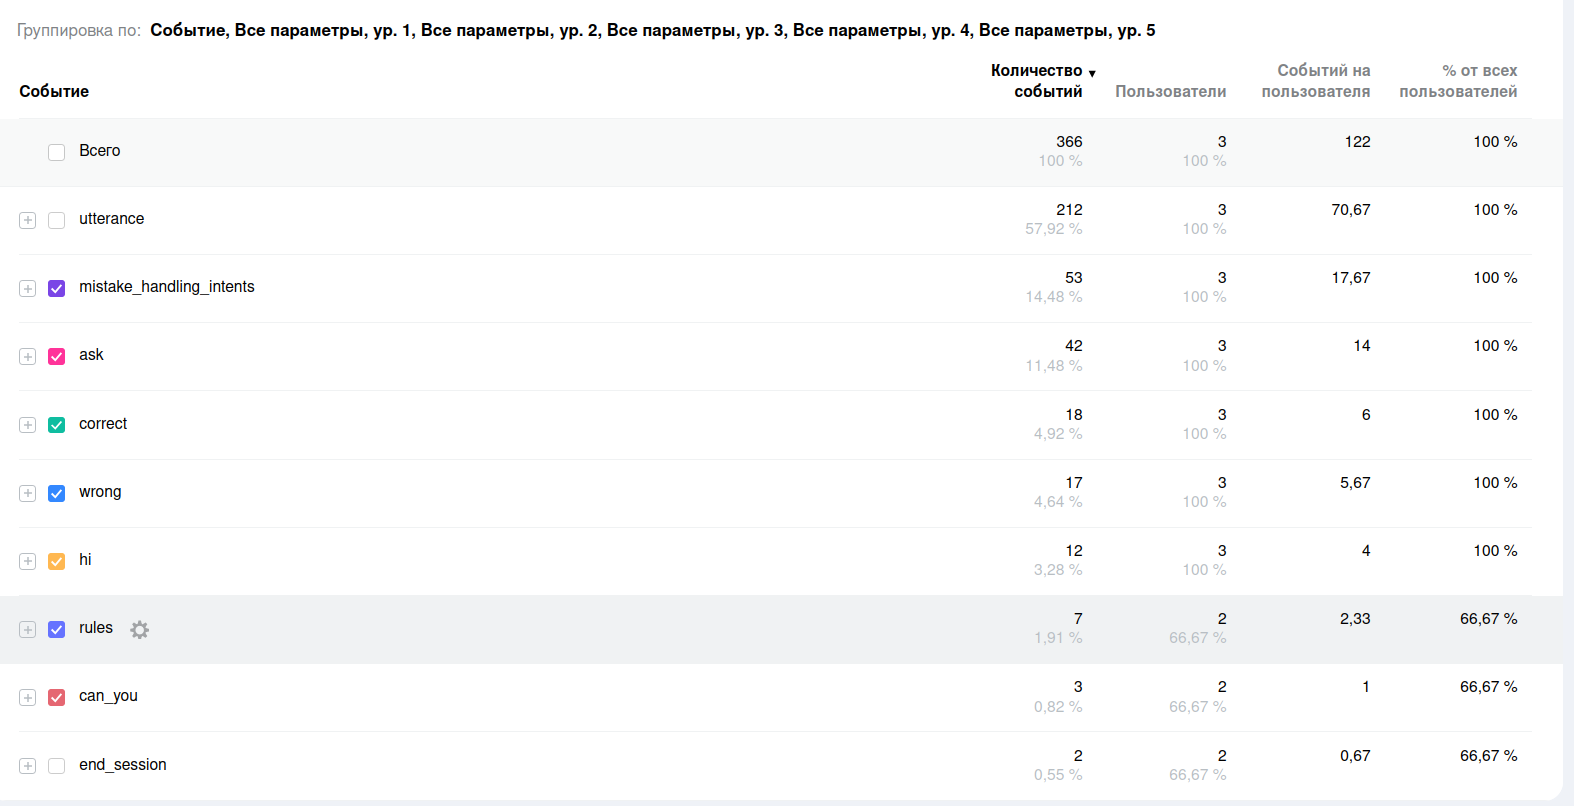 Группировка по: Событие, Все параметры, ур. 1, Все параметры, ур. 2, Все параметры, ур. 3, Все параметры, ур. 4, Все параметры, ур. 5
Событие Количество событий ▼ Пользователи Событий на пользователя % от всех пользователей
Всего 366 3 122 100 %
100 % 100 %
utterance 212 3 70,67 100 %
57,92 % 100 %
mistake_handling_intents 53 3 17,67 100 %
14,48 % 100 %
ask 42 3 14 100 %
11,48 % 100 %
correct 18 3 6 100 %
4,92 % 100 %
wrong 17 3 5,67 100 %
4,64 % 100 %
hi 12 3 4 100 %
3,28 % 100 %
rules 7 2 2,33 66,67 %
1,91 % 66,67 %
can_you 3 2 1 66,67 %
0,82 % 66,67 %
end_session 2 2 0,67 66,67 %
0,55 % 66,67 %